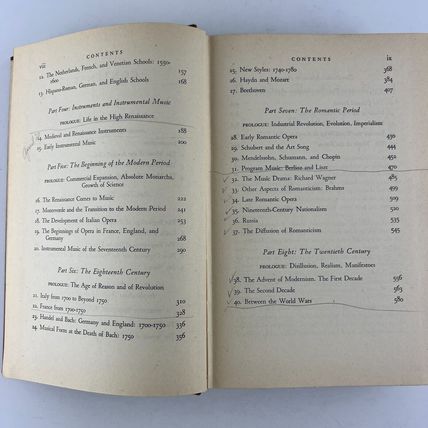 viii CONTENTS
12. The Netherlands, French, and Venetian Schools: 1550-
1600 157
13. Hispano-Roman, German, and English Schools 168
Part Four: Instruments and Instrumental Music
PROLOGUE: Life in the High Renaissance
14. Medieval and Renaissance Instruments 188
15. Early Instrumental Music 200
Part Five: The Beginning of the Modern Period
PROLOGUE: Commercial Expansion, Absolute Monarchs,
Growth of Science
16. The Renaissance Comes to Music 222
17. Monteverdi and the Transition to the Modern Period 241
18. The Development of Italian Opera 253
19. The Beginnings of Opera in France, England, and
Germany 268
20. Instrumental Music of the Seventeenth Century 290
Part Six: The Eighteenth Century
PROLOGUE: The Age of Reason and of Revolution
21. Italy from 1700 to Beyond 1750 310
22. France from 1700-1750 328
23. Handel and Bach: Germany and England: 1700-1750 336
24. Musical Form at the Death of Bach: 1750 356
CONTENTS ix
25. New Styles: 1740-1780 368
26. Haydn and Mozart 384
27. Beethoven 407
Part Seven: The Romantic Period
PROLOGUE: Industrial Revolution, Evolution, Imperialism
28. Early Romantic Opera 430
29. Schubert and the Art Song 444
30. Mendelssohn, Schumann, and Chopin 452
31. Program Music: Berlioz and Liszt 470
32. The Music Drama: Richard Wagner 485
33. Other Aspects of Romanticism: Brahms 499
34. Late Romantic Opera 510
35. Nineteenth-Century Nationalism 520
36. Russia 535
37. The Diffusion of Romanticism 545
Part Eight: The Twentieth Century
PROLOGUE: Disillusion, Realism, Manifestoes
38. The Advent of Modernism. The First Decade 556
39. The Second Decade 563
40. Between the World Wars 580